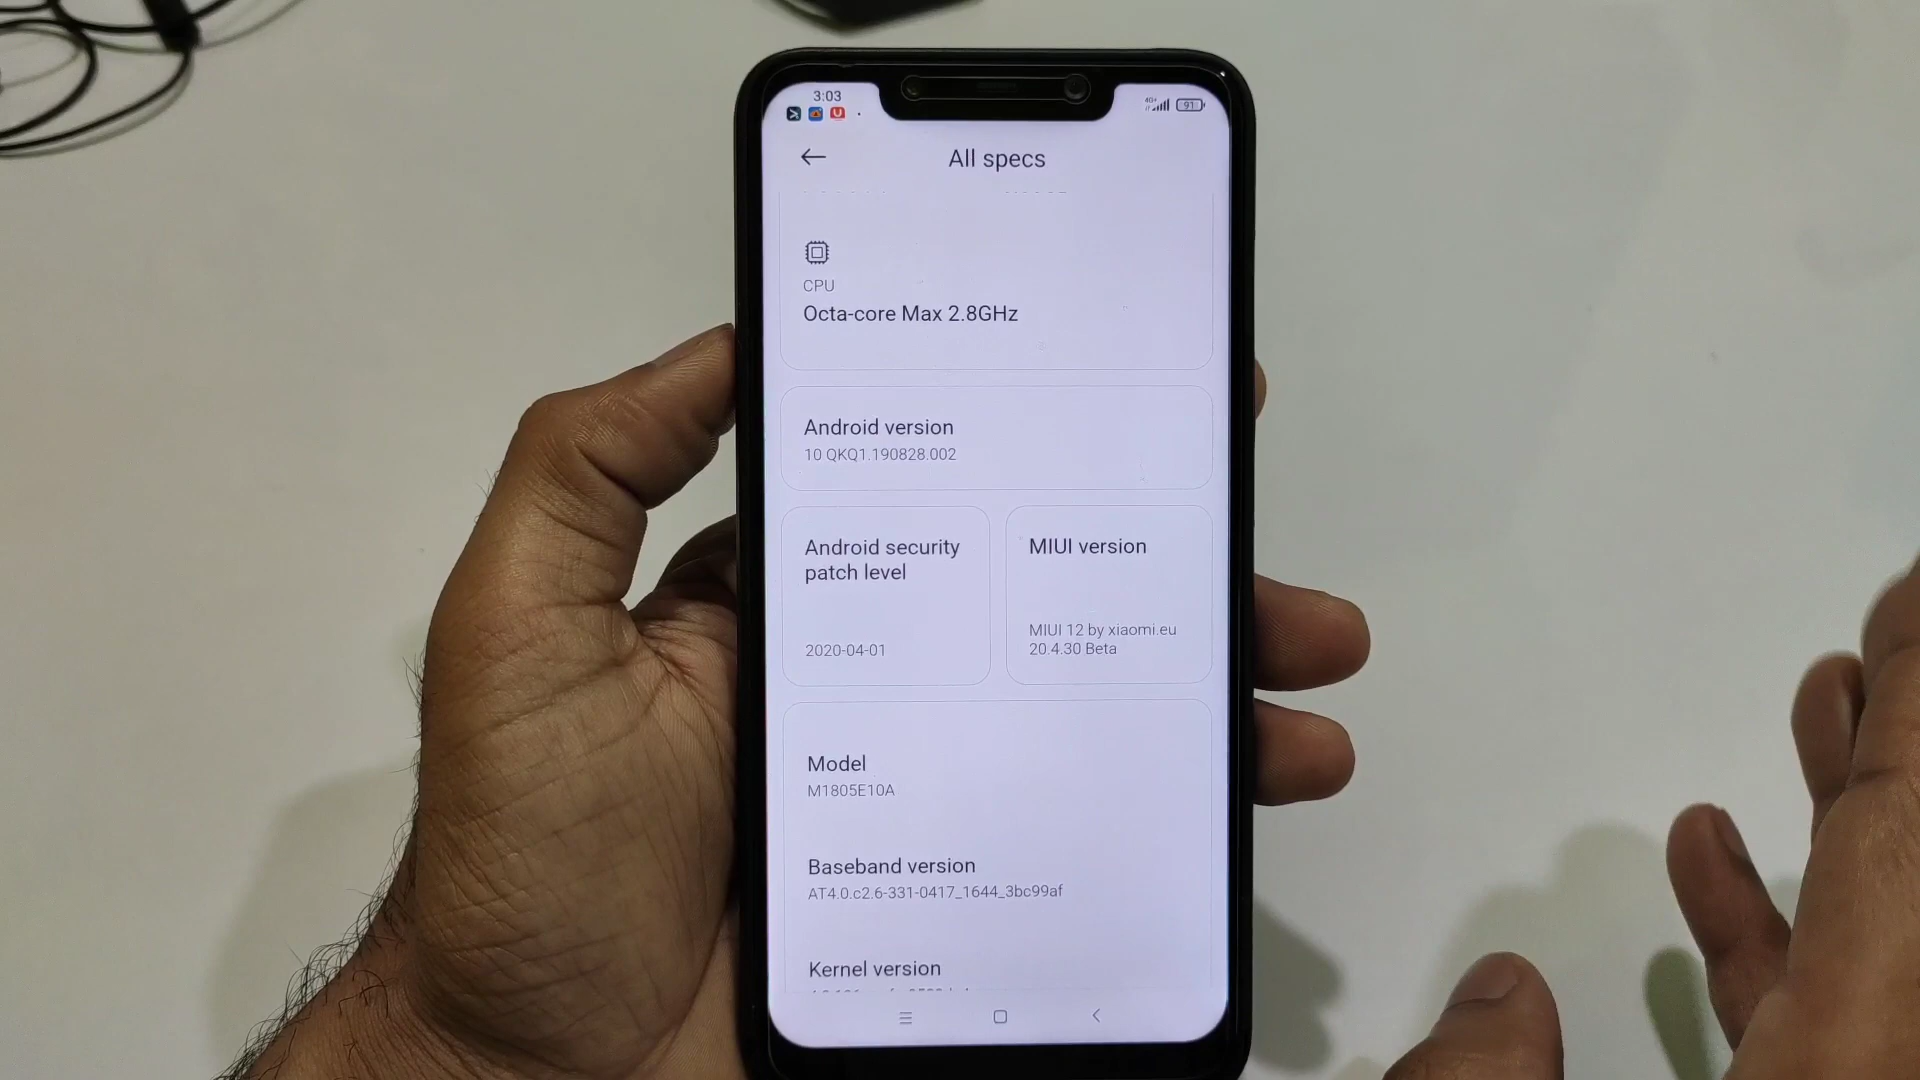 3:03
4G+
91
All specs
CPU
Octa-core Max 2.8GHz
Android version
10 QKQ1.190828.002
Android security
patch level
2020-04-01
MIUI version
MIUI 12 by xiaomi.eu
20.4.30 Beta
Model
M1805E10A
Baseband version
AT4.0.c2.6-331-0417_1644_3bc99af
Kernel version